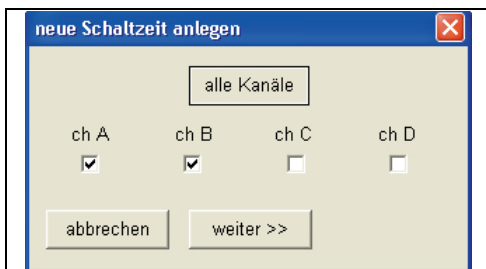 neue Schaltzeit anlegen
alle Kanäle
ch A ch B ch C ch D
abbrechen weiter >>